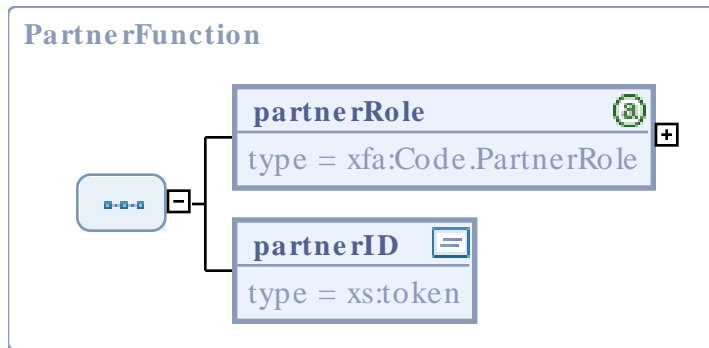 PartnerFunction
partnerRole
type = xfa:Code.PartnerRole
partnerID
type = xs:token